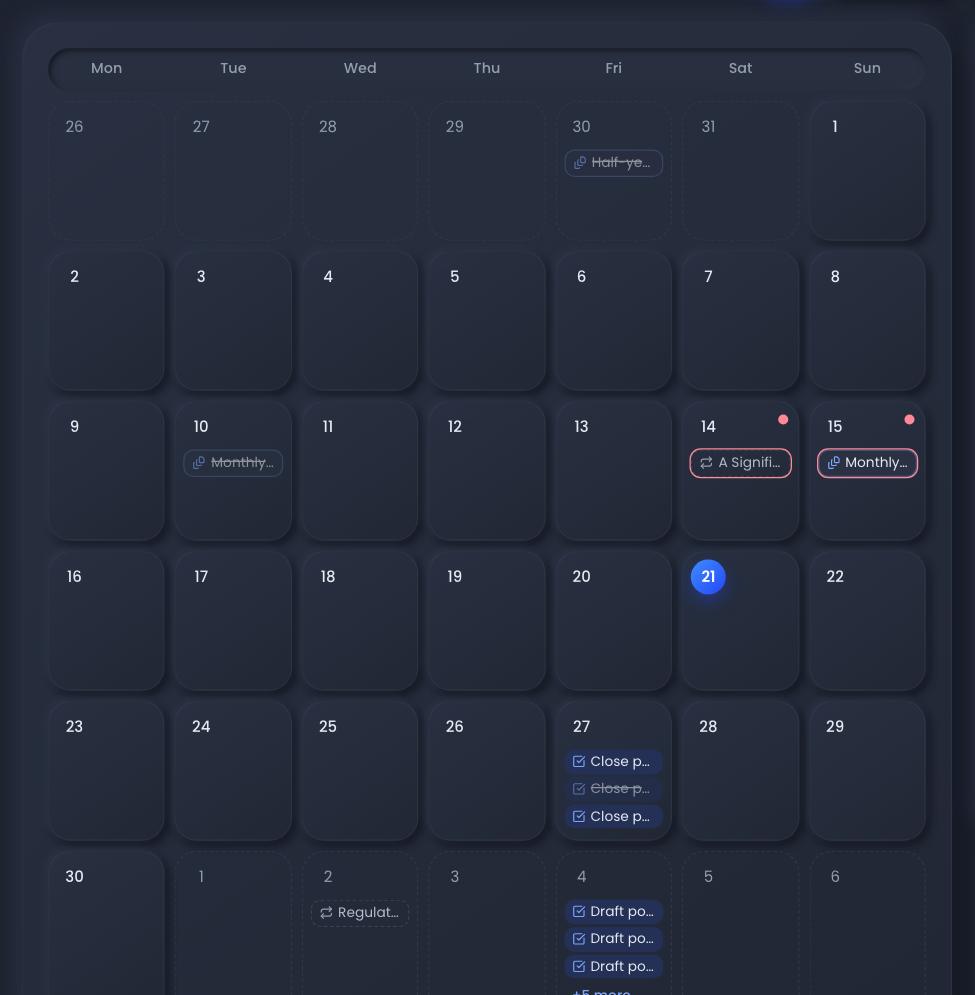 Mon Tue Wed Thu Fri Sat Sun
26 27 28 29 30 31 1
Half-ye...
2 3 4 5 6 7 8
9 10 11 12 13 14 15
Monthly... A Signifi... Monthly...
16 17 18 19 20 21 22
23 24 25 26 27 28 29
Close p...
Close p...
Close p...
30 1 2 3 4 5 6
Regulat... Draft po...
Draft po...
Draft po...
+5 more